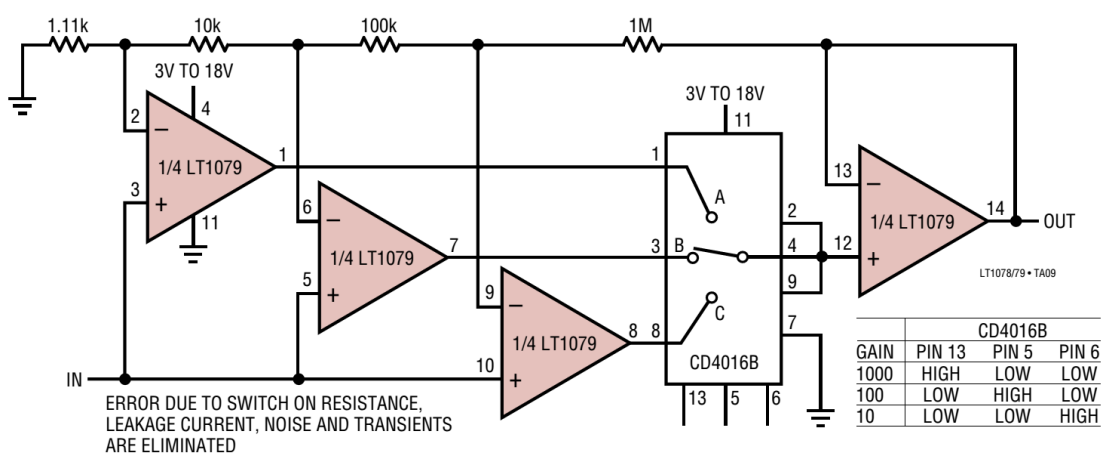 1.11k
10k
100k
1M
3V TO 18V
4
2
−
1/4 LT1079
1
3
+
11
3V TO 18V
11
1
A
6
−
1/4 LT1079
7
5
+
3
B
2
4
9
13
−
1/4 LT1079
14
OUT
12
+
LT1078/79 • TA09
9
−
1/4 LT1079
8
8
C
10
+
7
CD4016B
13
5
6
IN
ERROR DUE TO SWITCH ON RESISTANCE,
LEAKAGE CURRENT, NOISE AND TRANSIENTS
ARE ELIMINATED
CD4016B
GAIN PIN 13 PIN 5 PIN 6
1000 HIGH LOW LOW
100 LOW HIGH LOW
10 LOW LOW HIGH